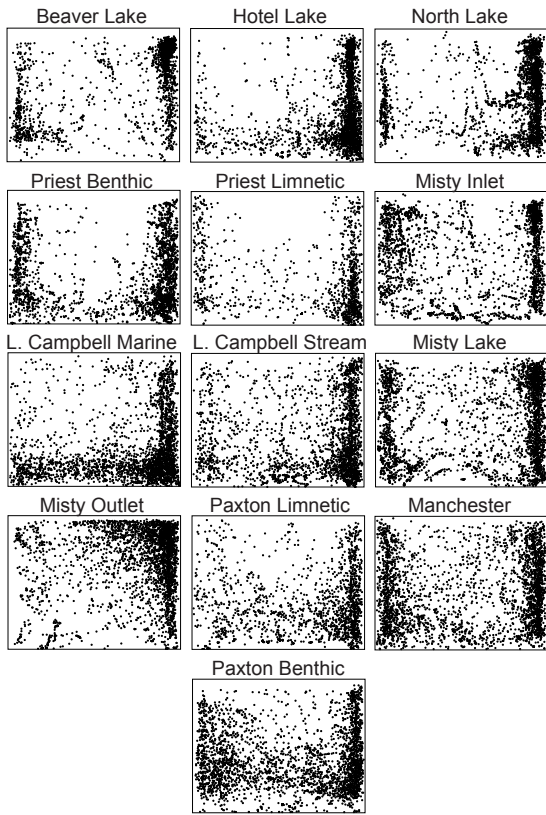 Beaver Lake
Hotel Lake
North Lake
Priest Benthic
Priest Limnetic
Misty Inlet
L. Campbell Marine
L. Campbell Stream
Misty Lake
Misty Outlet
Paxton Limnetic
Manchester
Paxton Benthic